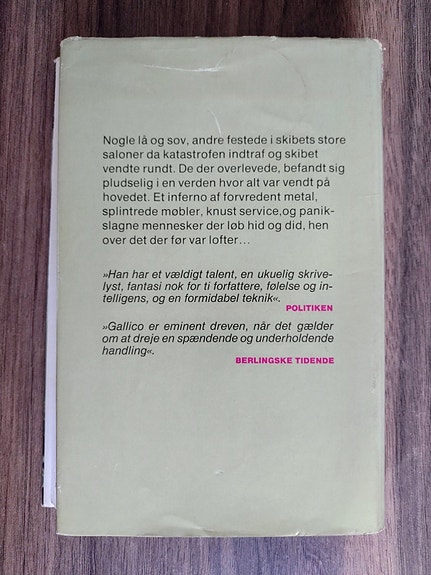 Nogle lå og sov, andre festede i skibets store
saloner da katastrofen indtraf og skibet
vendte rundt. De der overlevede, befandt sig
pludselig i en verden hvor alt var vendt på
hovedet. Et inferno af forvredent metal,
splintrede møbler, knust service,og panik-
slagne mennesker der løb hid og did, hen
over det der før var lofter...
»Han har et vældigt talent, en ukuelig skrive-
lyst, fantasi nok for ti forfattere, følelse og in-
telligens, og en formidabel teknik«.
POLITIKEN
»Gallico er eminent dreven, når det gælder
om at dreje en spændende og underholdende
handling«.
BERLINGSKE TIDENDE